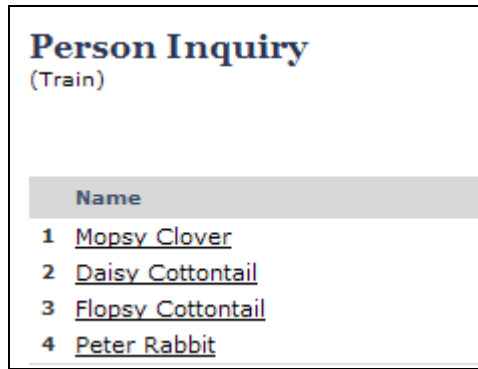 Person Inquiry
(Train)
Name
1 Mopsy Clover
2 Daisy Cottontail
3 Flopsy Cottontail
4 Peter Rabbit